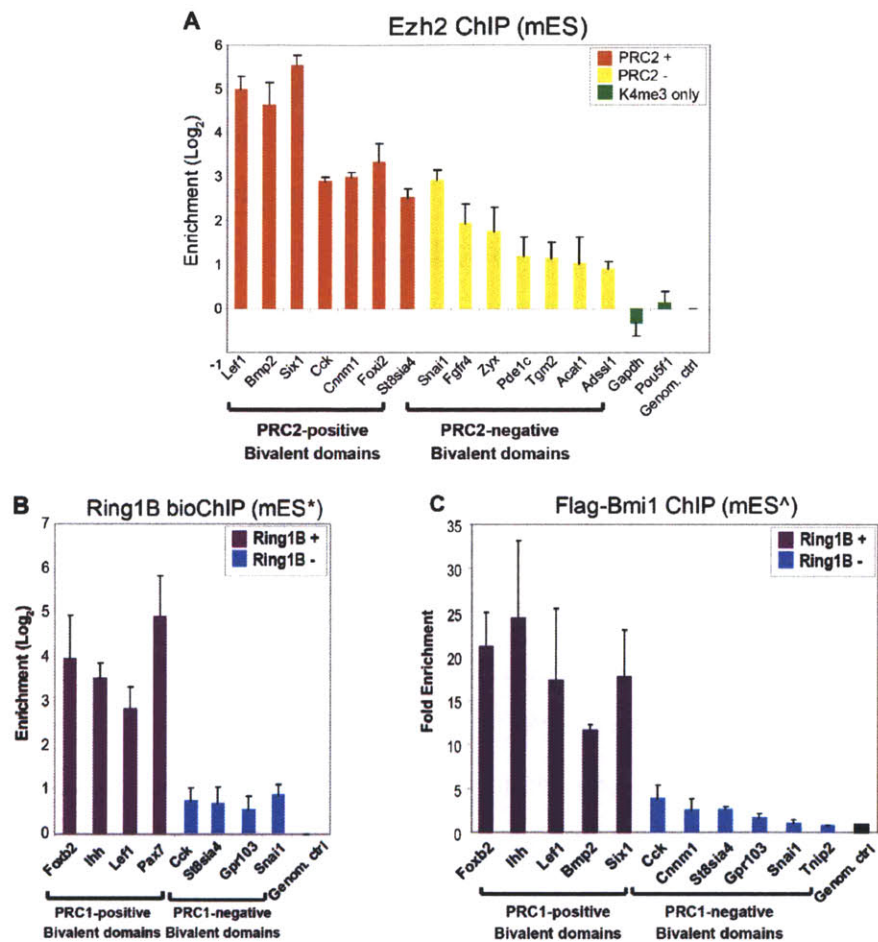 A
Ezh2 ChIP (mES)
PRC2 +
PRC2 -
K4me3 only
Enrichment (Log2)
6
5
4
3
2
1
0
-1
Lef1
Bmp2
Six1
Cck
Cnnm1
Foxi2
St8sia4
Snai1
Fgfr4
Zyx
Pde1c
Tgm2
Acat1
Adssl1
Gapdh
Pou5f1
Genom. ctrl
PRC2-positive
Bivalent domains
PRC2-negative
Bivalent domains
B
Ring1B bioChIP (mES*)
Ring1B +
Ring1B -
Enrichment (Log2)
7
6
5
4
3
2
1
0
Foxb2
Ihh
Lef1
Pax7
Cck
St8sia4
Gpr103
Snai1
Genom. ctrl
PRC1-positive
Bivalent domains
PRC1-negative
Bivalent domains
C
Flag-Bmi1 ChIP (mES^)
Ring1B +
Ring1B -
Fold Enrichment
35
30
25
20
15
10
5
0
Foxb2
Ihh
Lef1
Bmp2
Six1
Cck
Cnnm1
St8sia4
Gpr103
Snai1
Tnip2
Genom. ctrl
PRC1-positive
Bivalent domains
PRC1-negative
Bivalent domains